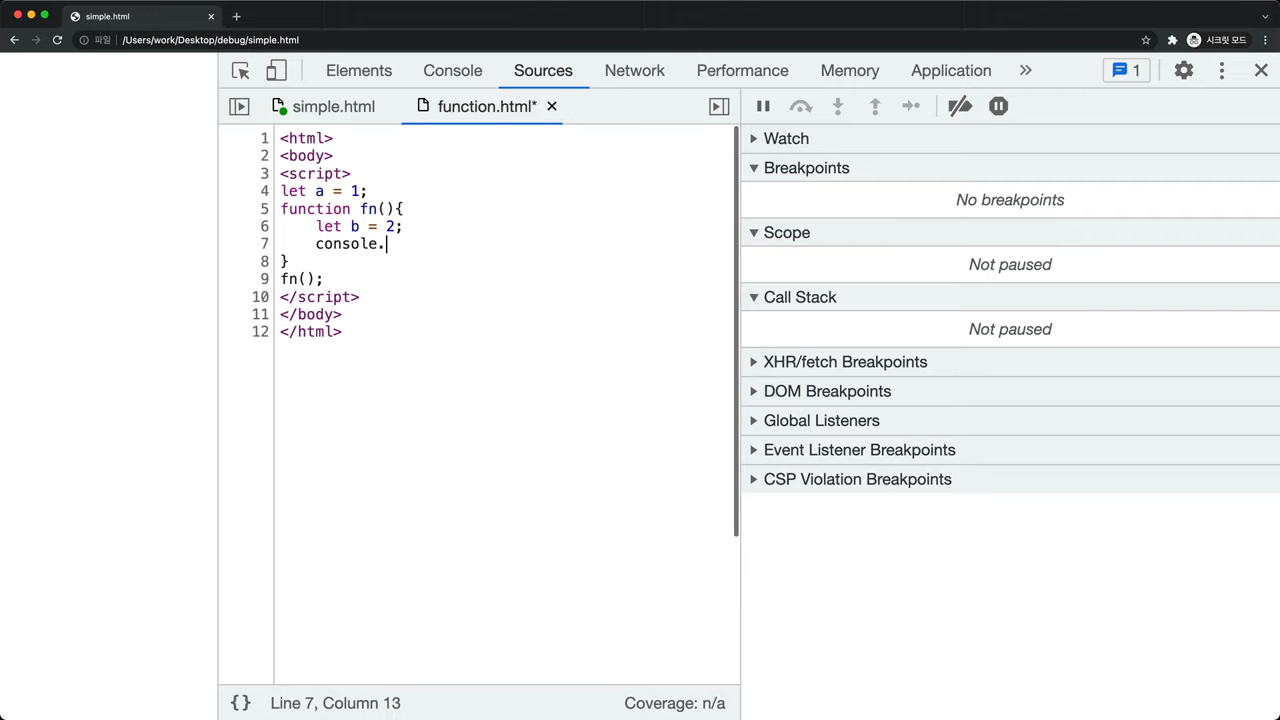 simple.html
파일 /Users/work/Desktop/debug/simple.html 시크릿 모드
Elements Console Sources Network Performance Memory Application 1
simple.html function.html*
1 <html>
2 <body>
3 <script>
4 let a = 1;
5 function fn(){
6 let b = 2;
7 console.
8 }
9 fn();
10 </script>
11 </body>
12 </html>
{} Line 7, Column 13 Coverage: n/a
Watch
Breakpoints
No breakpoints
Scope
Not paused
Call Stack
Not paused
XHR/fetch Breakpoints
DOM Breakpoints
Global Listeners
Event Listener Breakpoints
CSP Violation Breakpoints